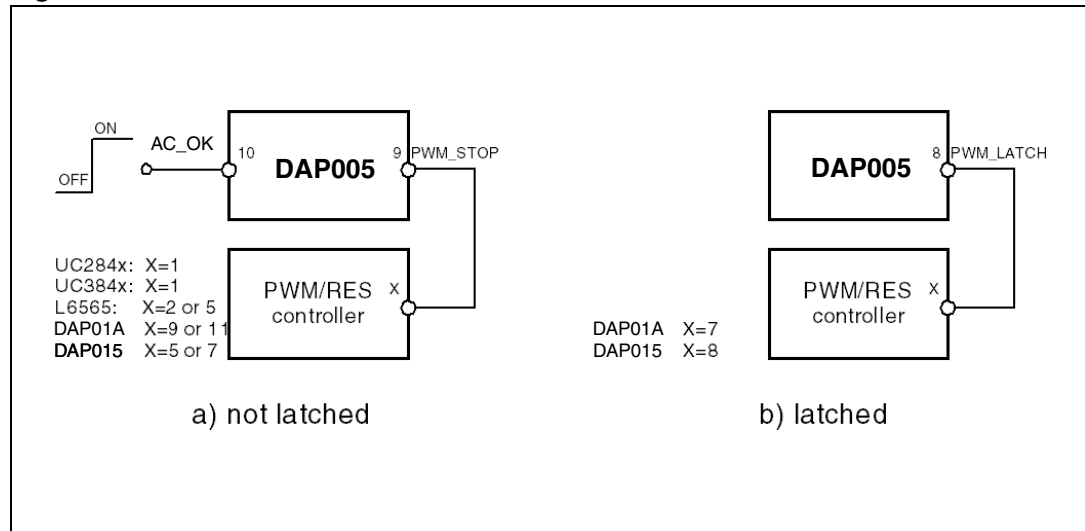 ON
OFF
AC_OK
10
DAP005
9 PWM_STOP
UC284x: X=1
UC384x: X=1
L6565: X=2 or 5
DAP01A X=9 or 11
DAP015 X=5 or 7
PWM/RES X
controller
a) not latched
DAP005
8 PWM_LATCH
PWM/RES X
controller
DAP01A X=7
DAP015 X=8
b) latched